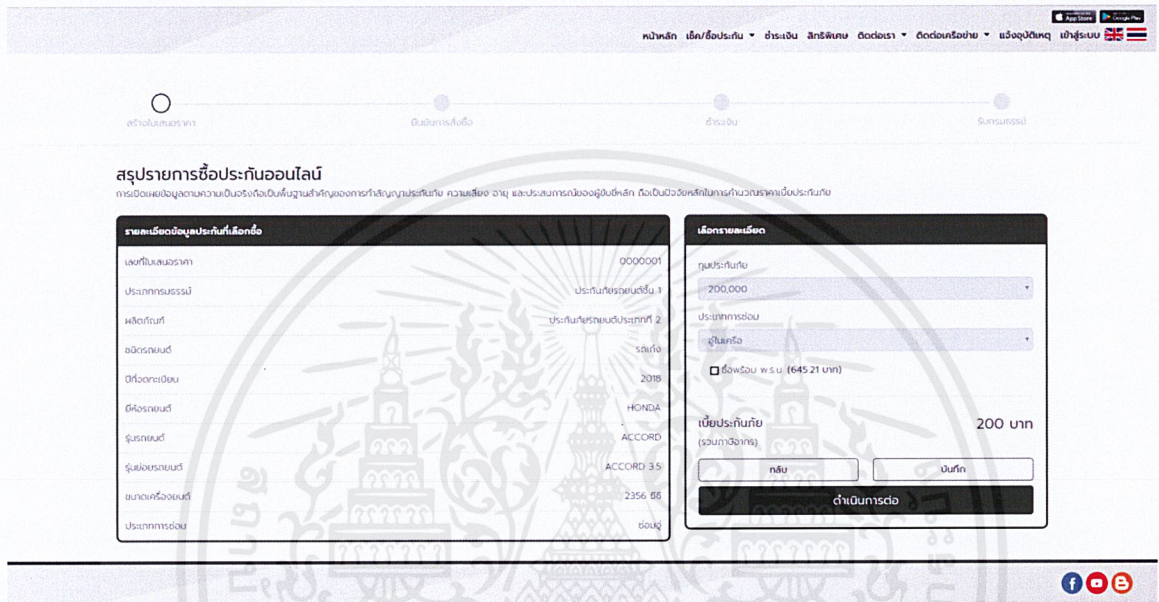 App Store Google Play
หน้าหลัก เช็ค/ซื้อประกัน ชำระเงิน สิทธิพิเศษ ติดต่อเรา ติดต่อเครือข่าย แจ้งอุบัติเหตุ เข้าสู่ระบบ
สร้างใบเสนอราคา ยืนยันการสั่งซื้อ ชำระเงิน รับกรมธรรม์
สรุปรายการซื้อประกันออนไลน์
การเปิดเผยข้อมูลตามความเป็นจริงถือเป็นพื้นฐานสำคัญของการทำสัญญาประกันภัย ความเสี่ยง อายุ และประสบการณ์ของผู้ขับขี่หลัก ถือเป็นปัจจัยหลักในการคำนวณราคาเบี้ยประกันภัย
รายละเอียดข้อมูลประกันที่เลือกซื้อ
เลขที่ใบเสนอราคา 0000001
ประเภทกรมธรรม์ ประกันภัยรถยนต์ชั้น 1
ผลิตภัณฑ์ ประกันภัยรถยนต์ประเภทที่ 2
ชนิดรถยนต์ รถเก๋ง
ปีที่จดทะเบียน 2018
ยี่ห้อรถยนต์ HONDA
รุ่นรถยนต์ ACCORD
รุ่นย่อยรถยนต์ ACCORD 3.5
ขนาดเครื่องยนต์ 2356 ซีซี
ประเภทการซ่อม ซ่อมอู่
เลือกรายละเอียด
ทุนประกันภัย
200,000
ประเภทการซ่อม
อู่ในเครือ
ซื้อพร้อม พ.ร.บ. (645.21 บาท)
เบี้ยประกันภัย 200 บาท
(รวมภาษีอากร)
กลับ บันทึก
ดำเนินการต่อ